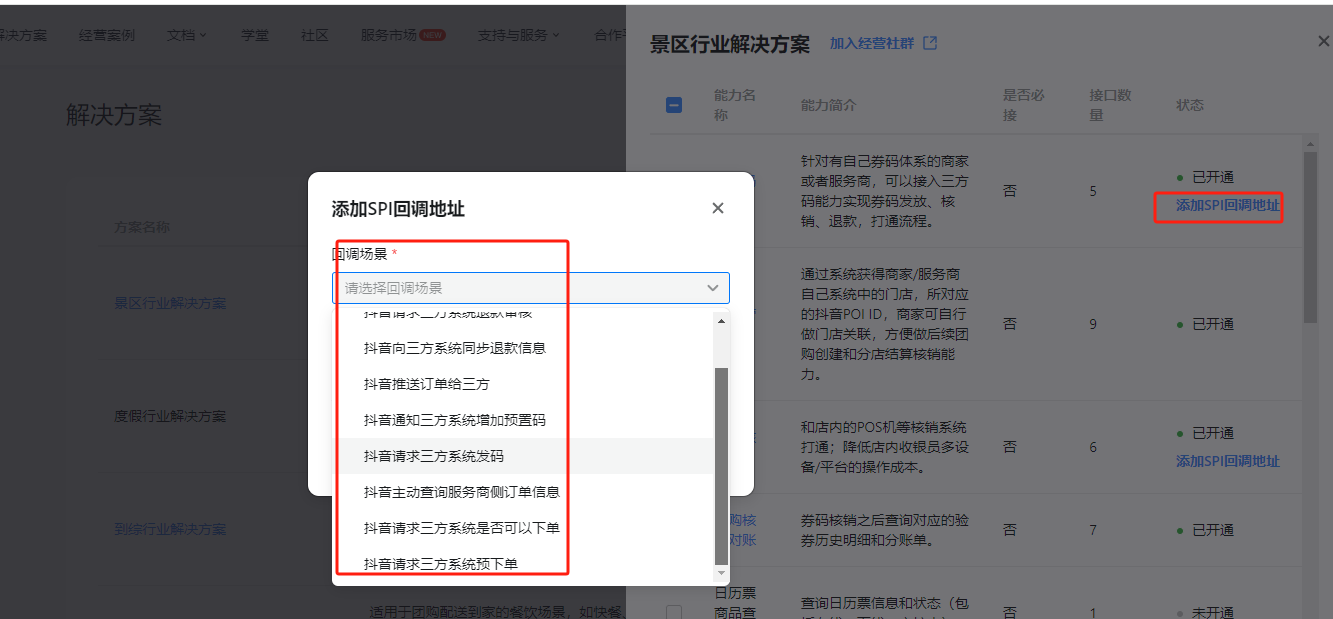 解决方案
经营案例
文档
学堂
社区
服务市场 NEW
支持与服务
解决方案
方案名称
景区行业解决方案
度假行业解决方案
到综行业解决方案
适用于团购配送到家的餐饮场景，如快餐、
景区行业解决方案
加入经营社群
能力名称
能力简介
是否必接
接口数量
状态
针对有自己券码体系的商家
或者服务商，可以接入三方
码能力实现券码发放、核
销、退款，打通流程。
否
5
已开通
添加SPI回调地址
通过系统获得商家/服务商
自己系统中的门店，所对应
的抖音POI ID，商家可自行
做门店关联，方便做后续团
购创建和分店结算核销能
力。
否
9
已开通
和店内的POS机等核销系统
打通；降低店内收银员多设
备/平台的操作成本。
否
6
已开通
添加SPI回调地址
购核
对账
券码核销之后查询对应的验
券历史明细和分账单。
否
7
已开通
日历票
商品查
查询日历票信息和状态（包
否
1
未开通
添加SPI回调地址
回调场景 *
请选择回调场景
抖音请求三方系统退款审核
抖音向三方系统同步退款信息
抖音推送订单给三方
抖音通知三方系统增加预置码
抖音请求三方系统发码
抖音主动查询服务商侧订单信息
抖音请求三方系统是否可以下单
抖音请求三方系统预下单